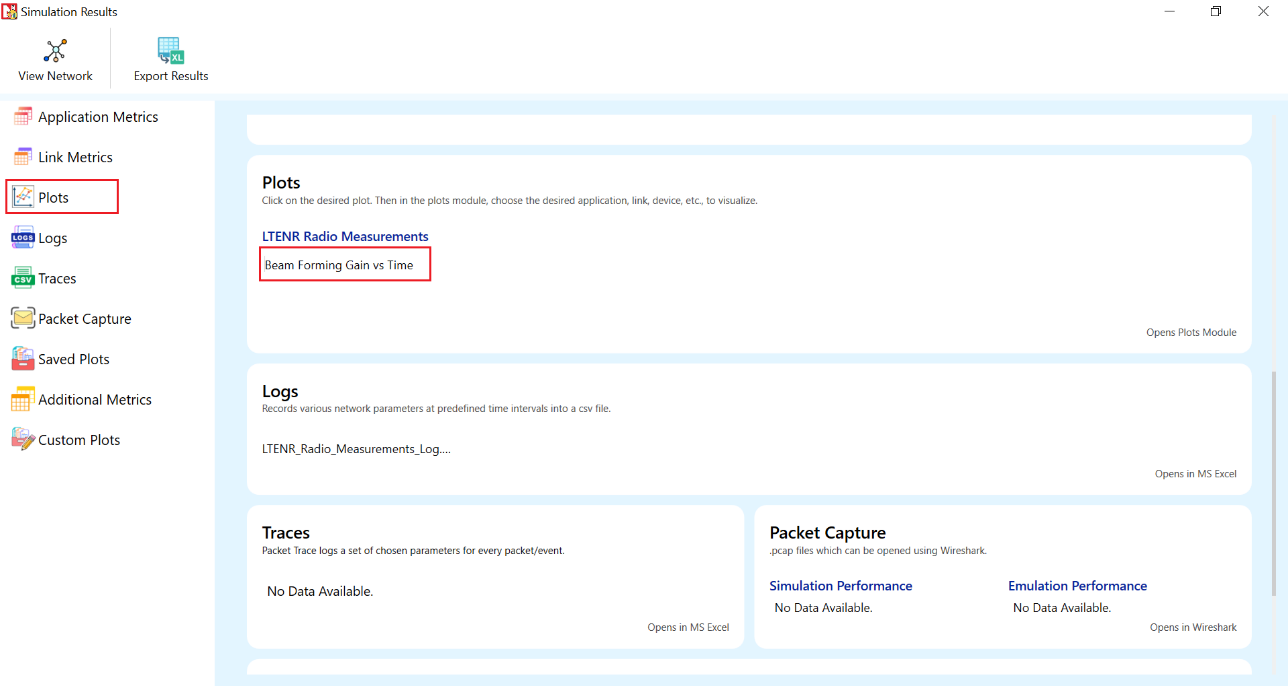 Simulation Results
View Network
Export Results
Application Metrics
Link Metrics
Plots
LOGS Logs
CSV Traces
Packet Capture
Saved Plots
Additional Metrics
Custom Plots
Plots
Click on the desired plot. Then in the plots module, choose the desired application, link, device, etc., to visualize.
LTENR Radio Measurements
Beam Forming Gain vs Time
Opens Plots Module
Logs
Records various network parameters at predefined time intervals into a csv file.
LTENR_Radio_Measurements_Log....
Opens in MS Excel
Traces
Packet Trace logs a set of chosen parameters for every packet/event.
No Data Available.
Opens in MS Excel
Packet Capture
.pcap files which can be opened using Wireshark.
Simulation Performance
No Data Available.
Emulation Performance
No Data Available.
Opens in Wireshark
XL